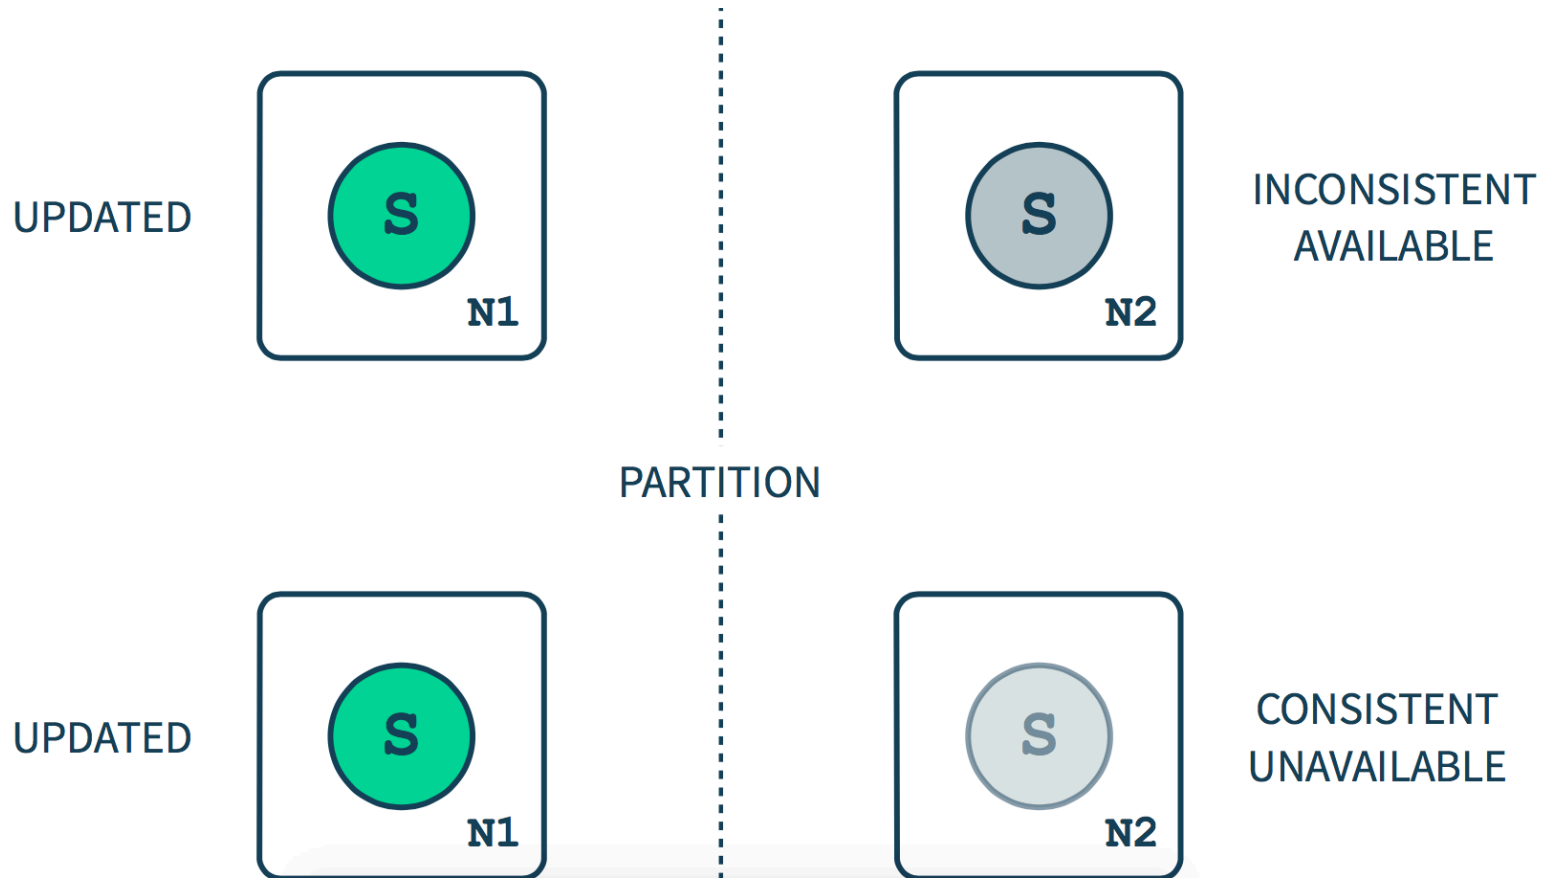 UPDATED
S
N1
S
N2
INCONSISTENT
AVAILABLE
PARTITION
UPDATED
S
N1
S
N2
CONSISTENT
UNAVAILABLE